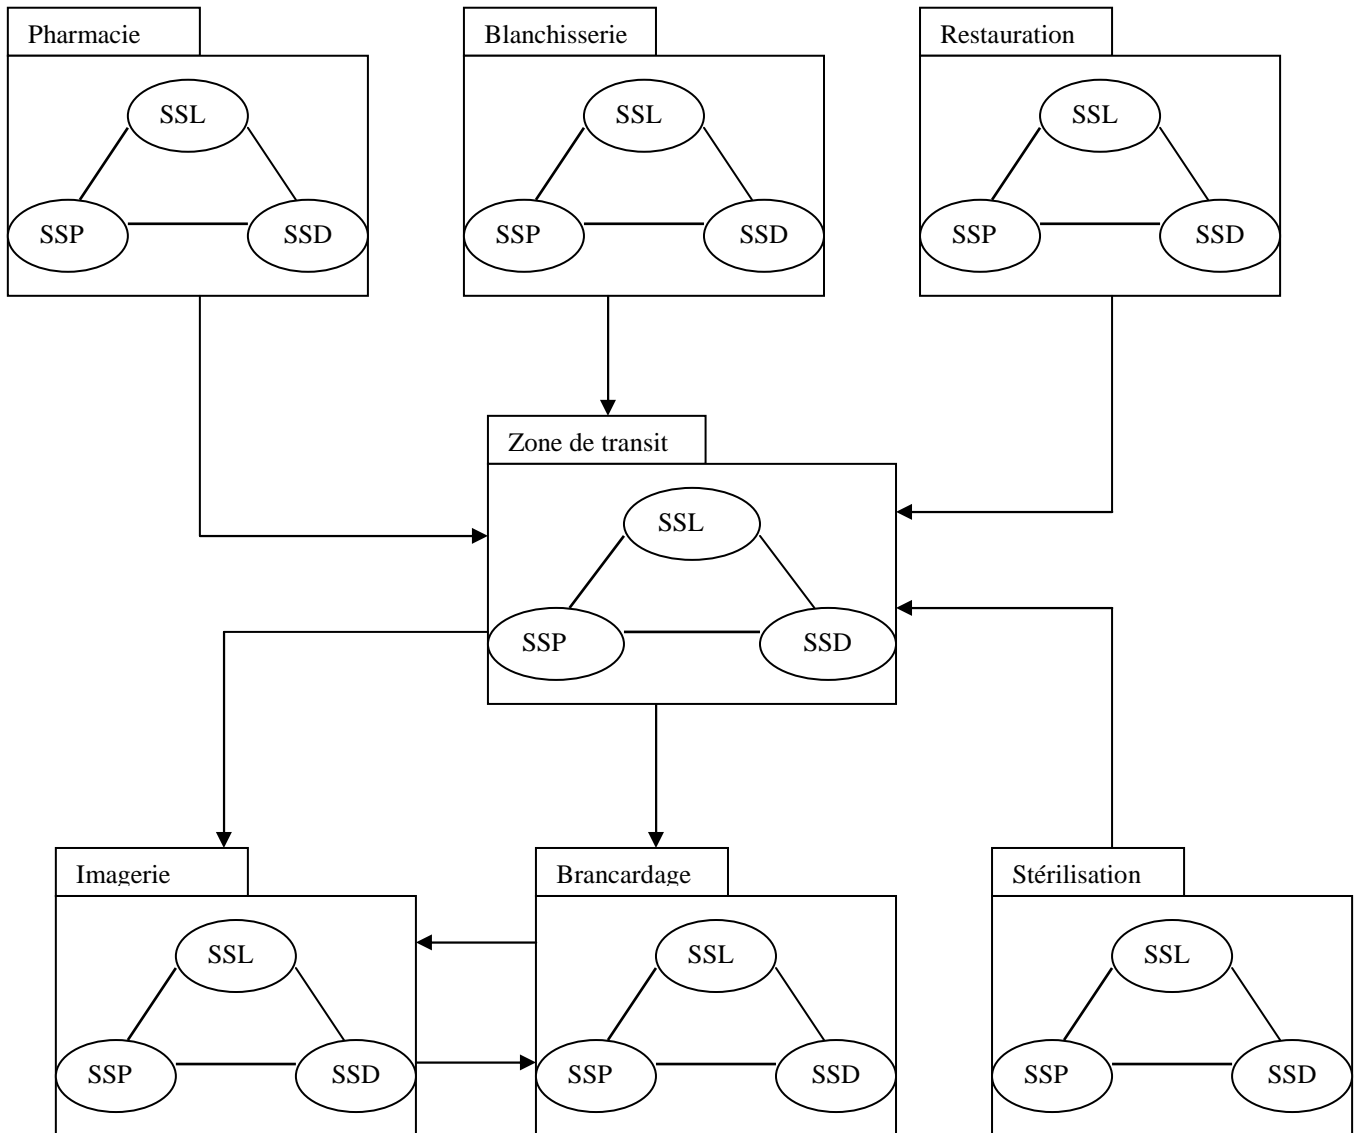 Pharmacie
Blanchisserie
Restauration
SSL
SSL
SSL
SSP
SSD
SSP
SSD
SSP
SSD
Zone de transit
SSL
SSP
SSD
Imagerie
Brancardage
Stérilisation
SSL
SSL
SSL
SSP
SSD
SSP
SSD
SSP
SSD